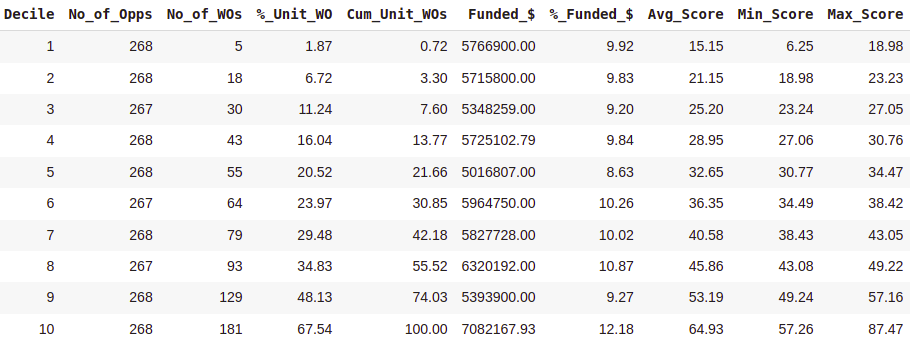 Decile No_of_Opps No_of_WOs %_Unit_WO Cum_Unit_WOs Funded_$ %_Funded_$ Avg_Score Min_Score Max_Score
1 268 5 1.87 0.72 5766900.00 9.92 15.15 6.25 18.98
2 268 18 6.72 3.30 5715800.00 9.83 21.15 18.98 23.23
3 267 30 11.24 7.60 5348259.00 9.20 25.20 23.24 27.05
4 268 43 16.04 13.77 5725102.79 9.84 28.95 27.06 30.76
5 268 55 20.52 21.66 5016807.00 8.63 32.65 30.77 34.47
6 267 64 23.97 30.85 5964750.00 10.26 36.35 34.49 38.42
7 268 79 29.48 42.18 5827728.00 10.02 40.58 38.43 43.05
8 267 93 34.83 55.52 6320192.00 10.87 45.86 43.08 49.22
9 268 129 48.13 74.03 5393900.00 9.27 53.19 49.24 57.16
10 268 181 67.54 100.00 7082167.93 12.18 64.93 57.26 87.47